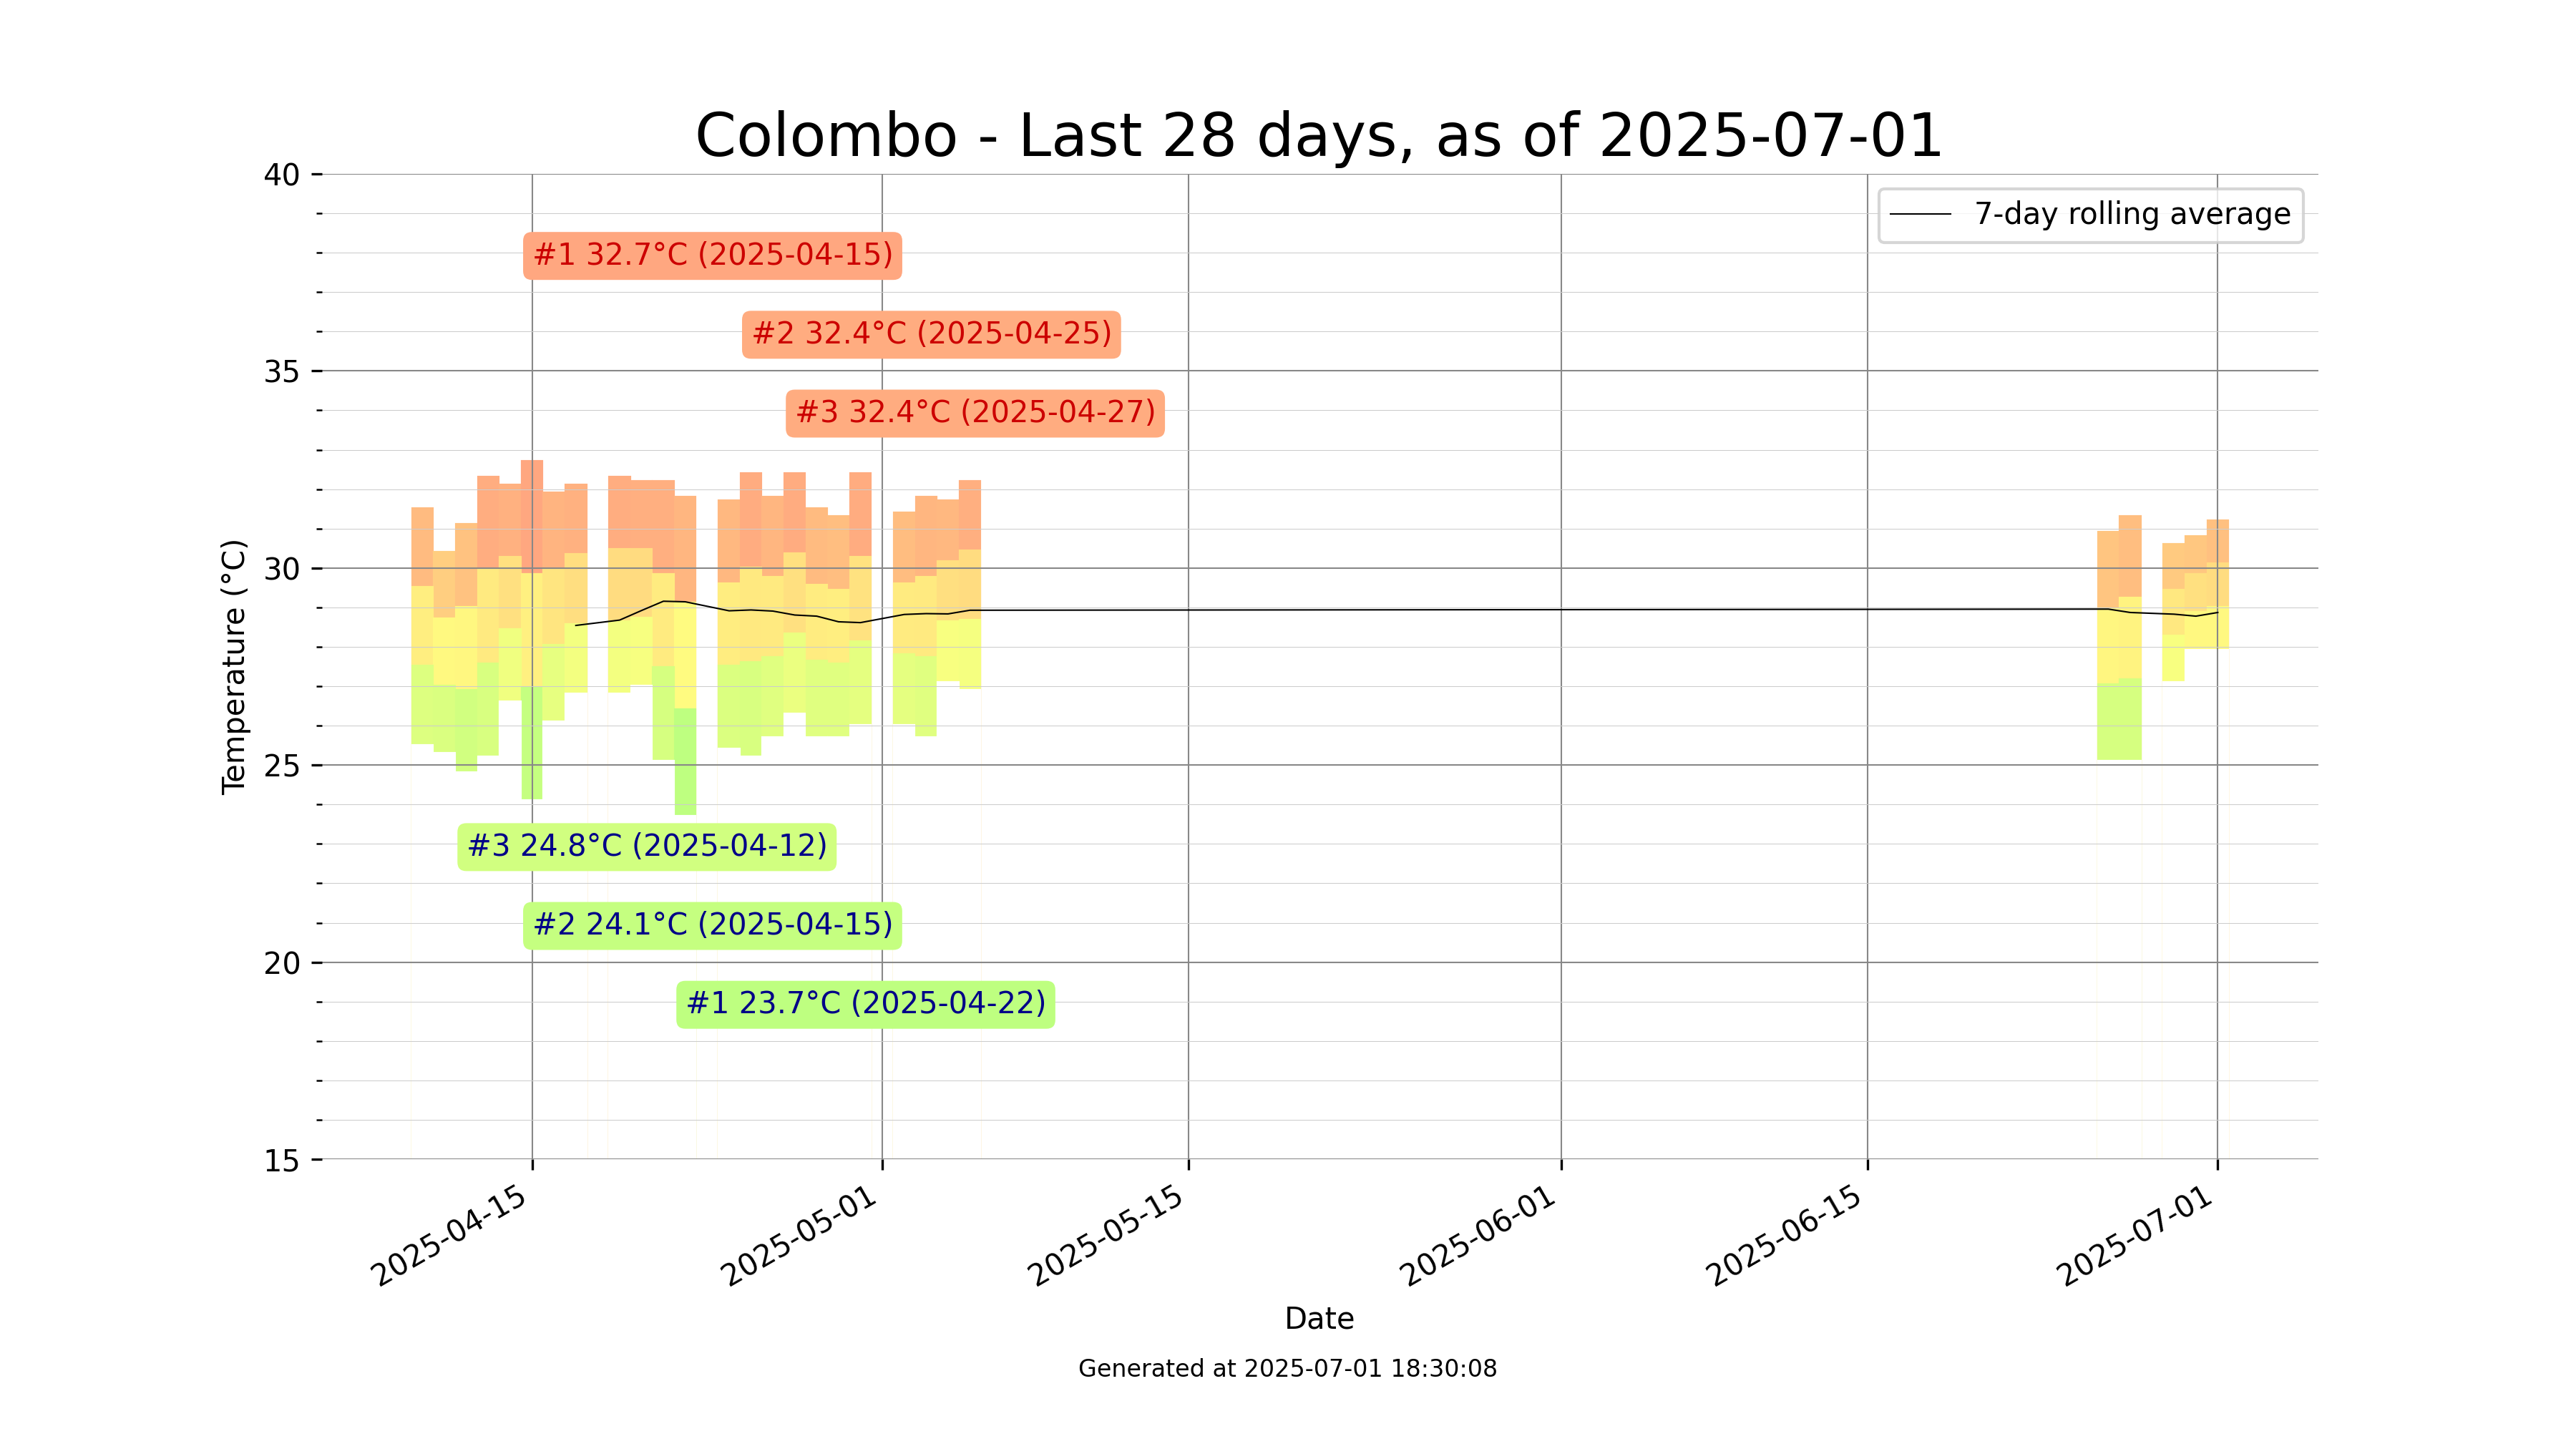 Colombo - Last 28 days, as of 2025-07-01
7-day rolling average
40
35
30
25
20
15
Temperature (°C)
#1 32.7°C (2025-04-15)
#2 32.4°C (2025-04-25)
#3 32.4°C (2025-04-27)
#3 24.8°C (2025-04-12)
#2 24.1°C (2025-04-15)
#1 23.7°C (2025-04-22)
2025-04-15
2025-05-01
2025-05-15
2025-06-01
2025-06-15
2025-07-01
Date
Generated at 2025-07-01 18:30:08